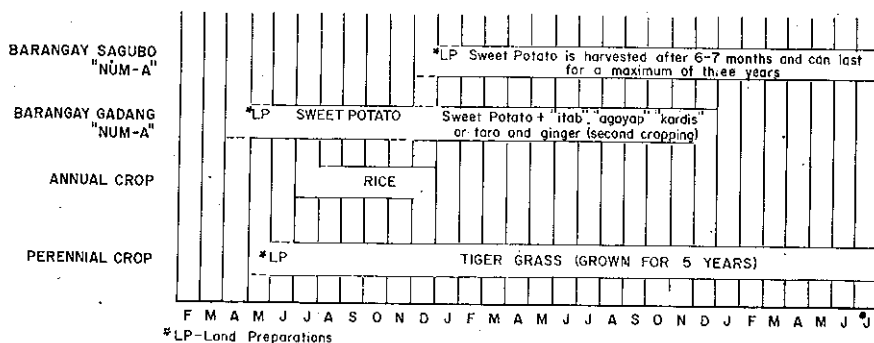 BARANGAY SAGUBO
"NUM-A"
*LP Sweet Potato is harvested after 6-7 months and can last
for a maximum of three years
BARANGAY GADANG
"NUM-A"
*LP SWEET POTATO
Sweet Potato + "itab", "agayap" "kardis"
or taro and ginger (second cropping)
ANNUAL CROP
RICE
PERENNIAL CROP
*LP TIGER GRASS (GROWN FOR 5 YEARS)
F M A M J J A S O N D J F M A M J J A S O N D J F M A M J J
*LP-Land Preparations